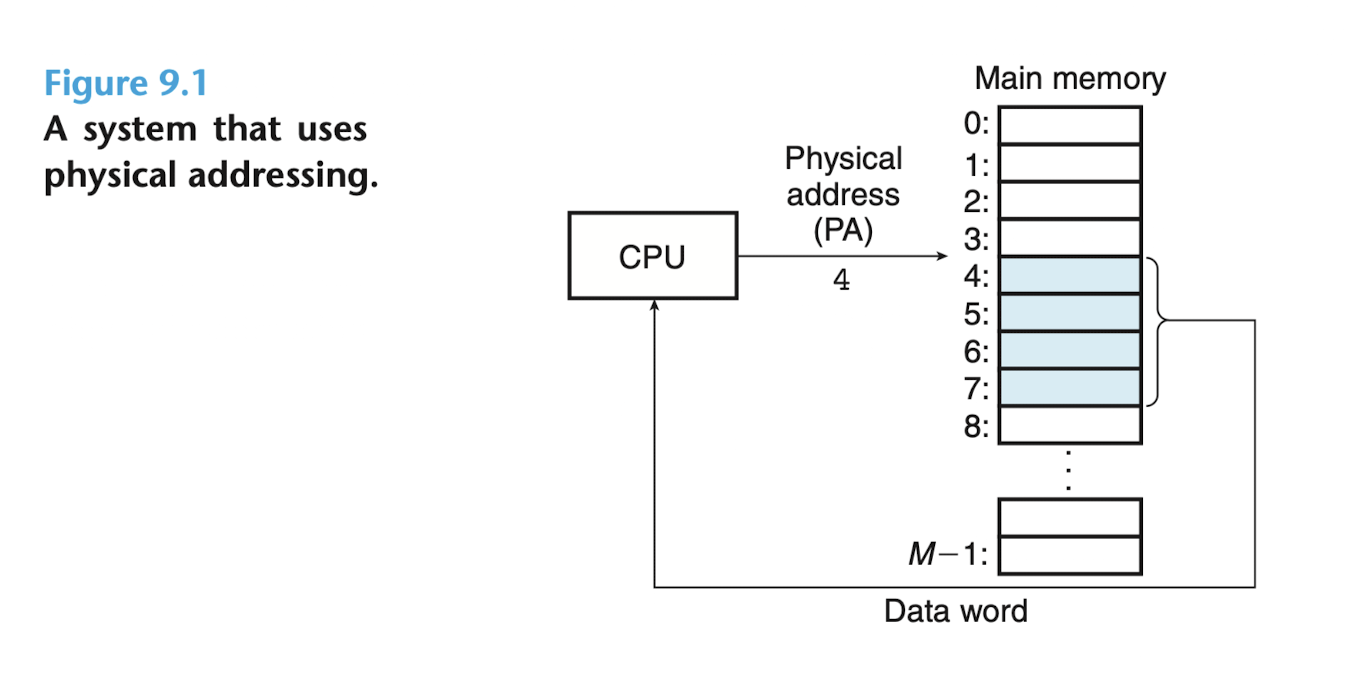 Figure 9.1
A system that uses
physical addressing.
Main memory
Physical
address
(PA)
4
CPU
0:
1:
2:
3:
4:
5:
6:
7:
8:
M−1:
Data word